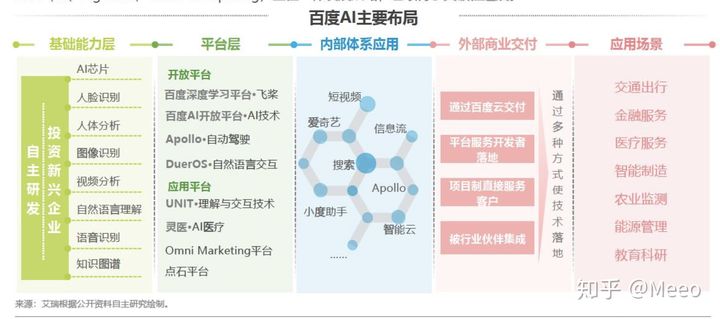 百度AI主要布局
基础能力层
平台层
内部体系应用
外部商业交付
应用场景
自主研发
投资新兴企业
AI芯片
人脸识别
人体分析
图像识别
视频分析
自然语言理解
语音识别
知识图谱
开放平台
百度深度学习平台·飞桨
百度AI开放平台·AI技术
Apollo·自动驾驶
DuerOS·自然语言交互
应用平台
UNIT·理解与交互技术
灵医·AI医疗
Omni Marketing平台
点石平台
短视频
爱奇艺
信息流
搜索
Apollo
小度助手
智能云
......
通过百度云交付
平台服务开发者
落地
项目制直接服务
客户
被行业伙伴集成
通过多种方式使技术落地
交通出行
金融服务
医疗服务
智能制造
农业监测
能源管理
教育科研
来源：艾瑞根据公开资料自主研究绘制。
知乎 @Meeo